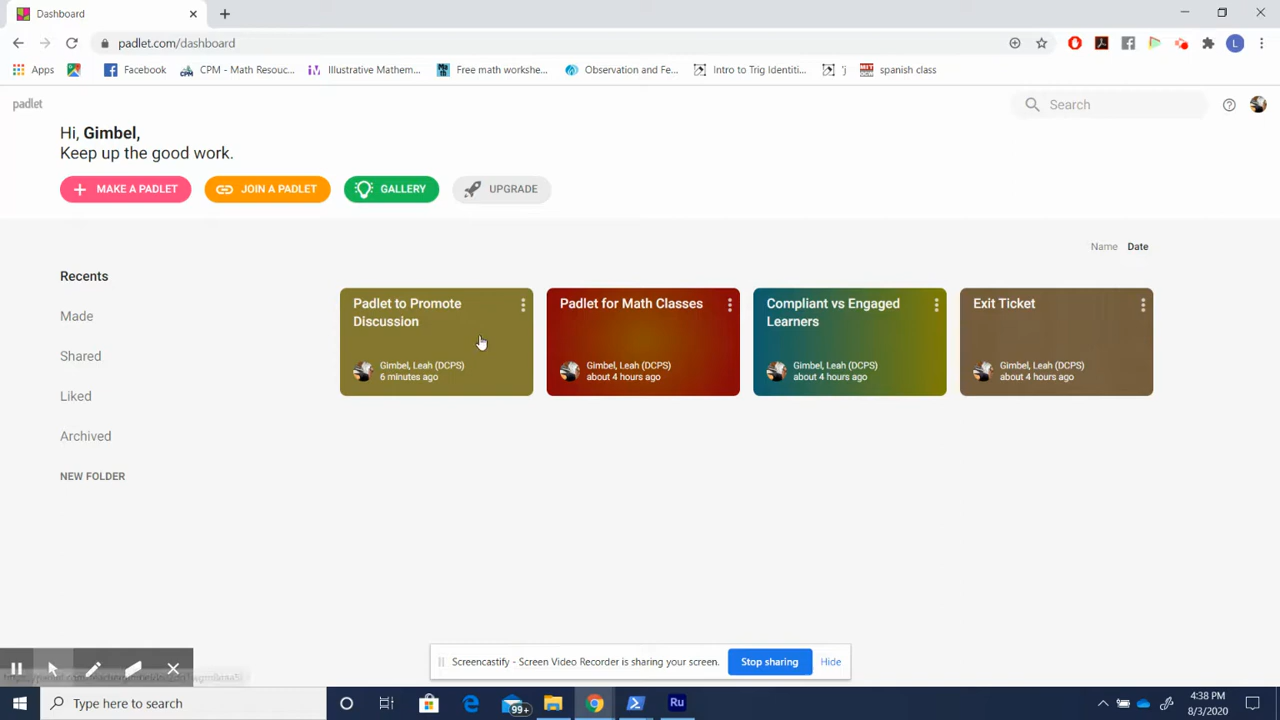 Dashboard
padlet.com/dashboard
Apps
Facebook
CPM - Math Resouc...
Illustrative Mathem...
Free math workshe...
Observation and Fe...
Intro to Trig Identiti...
'j
spanish class
padlet
Search
Hi, Gimbel,
Keep up the good work.
MAKE A PADLET
JOIN A PADLET
GALLERY
UPGRADE
Name
Date
Recents
Made
Shared
Liked
Archived
NEW FOLDER
Padlet to Promote
Discussion
Gimbel, Leah (DCPS)
6 minutes ago
Padlet for Math Classes
Gimbel, Leah (DCPS)
about 4 hours ago
Compliant vs Engaged
Learners
Gimbel, Leah (DCPS)
about 4 hours ago
Exit Ticket
Gimbel, Leah (DCPS)
about 4 hours ago
Screencastify - Screen Video Recorder is sharing your screen.
Stop sharing
Hide
Type here to search
99+
Ru
4:38 PM
8/3/2020